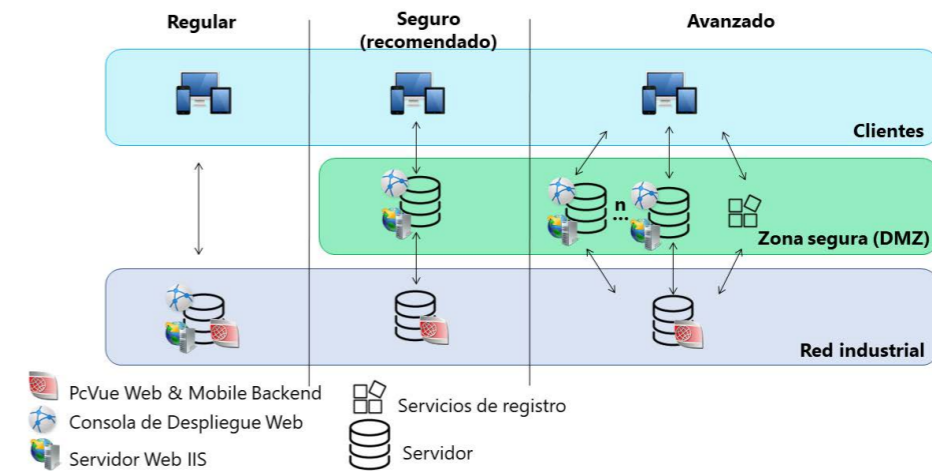 Regular
Seguro
(recomendado)
Avanzado
Clientes
n
...
Zona segura (DMZ)
Red industrial
PcVue Web & Mobile Backend
Consola de Despliegue Web
Servidor Web IIS
Servicios de registro
Servidor